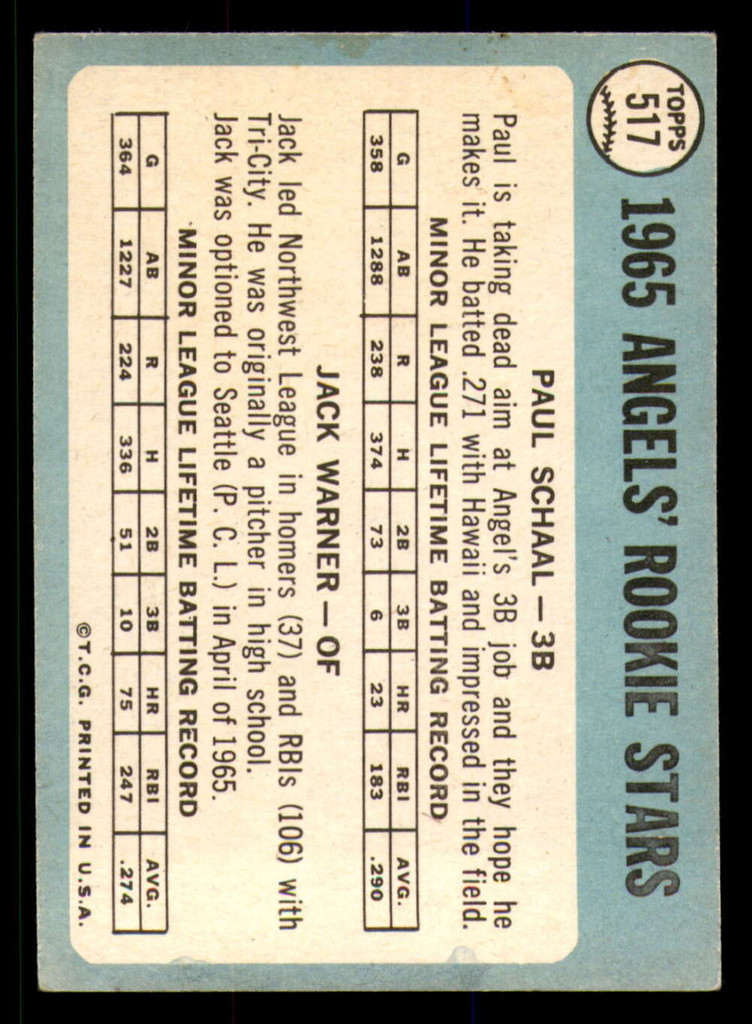 TOPPS
517
1965 ANGELS' ROOKIE STARS
PAUL SCHAAL — 3B
Paul is taking dead aim at Angel's 3B job and they hope he
makes it. He batted .271 with Hawaii and impressed in the field.
MINOR LEAGUE LIFETIME BATTING RECORD
G AB R H 2B 3B HR RBI AVG.
358 1288 238 374 73 6 23 183 .290
JACK WARNER — OF
Jack led Northwest League in homers (37) and RBIs (106) with
Tri-City. He was originally a pitcher in high school.
Jack was optioned to Seattle (P. C. L.) in April of 1965.
MINOR LEAGUE LIFETIME BATTING RECORD
G AB R H 2B 3B HR RBI AVG.
364 1227 224 336 51 10 75 247 .274
©T.C.G. PRINTED IN U.S.A.